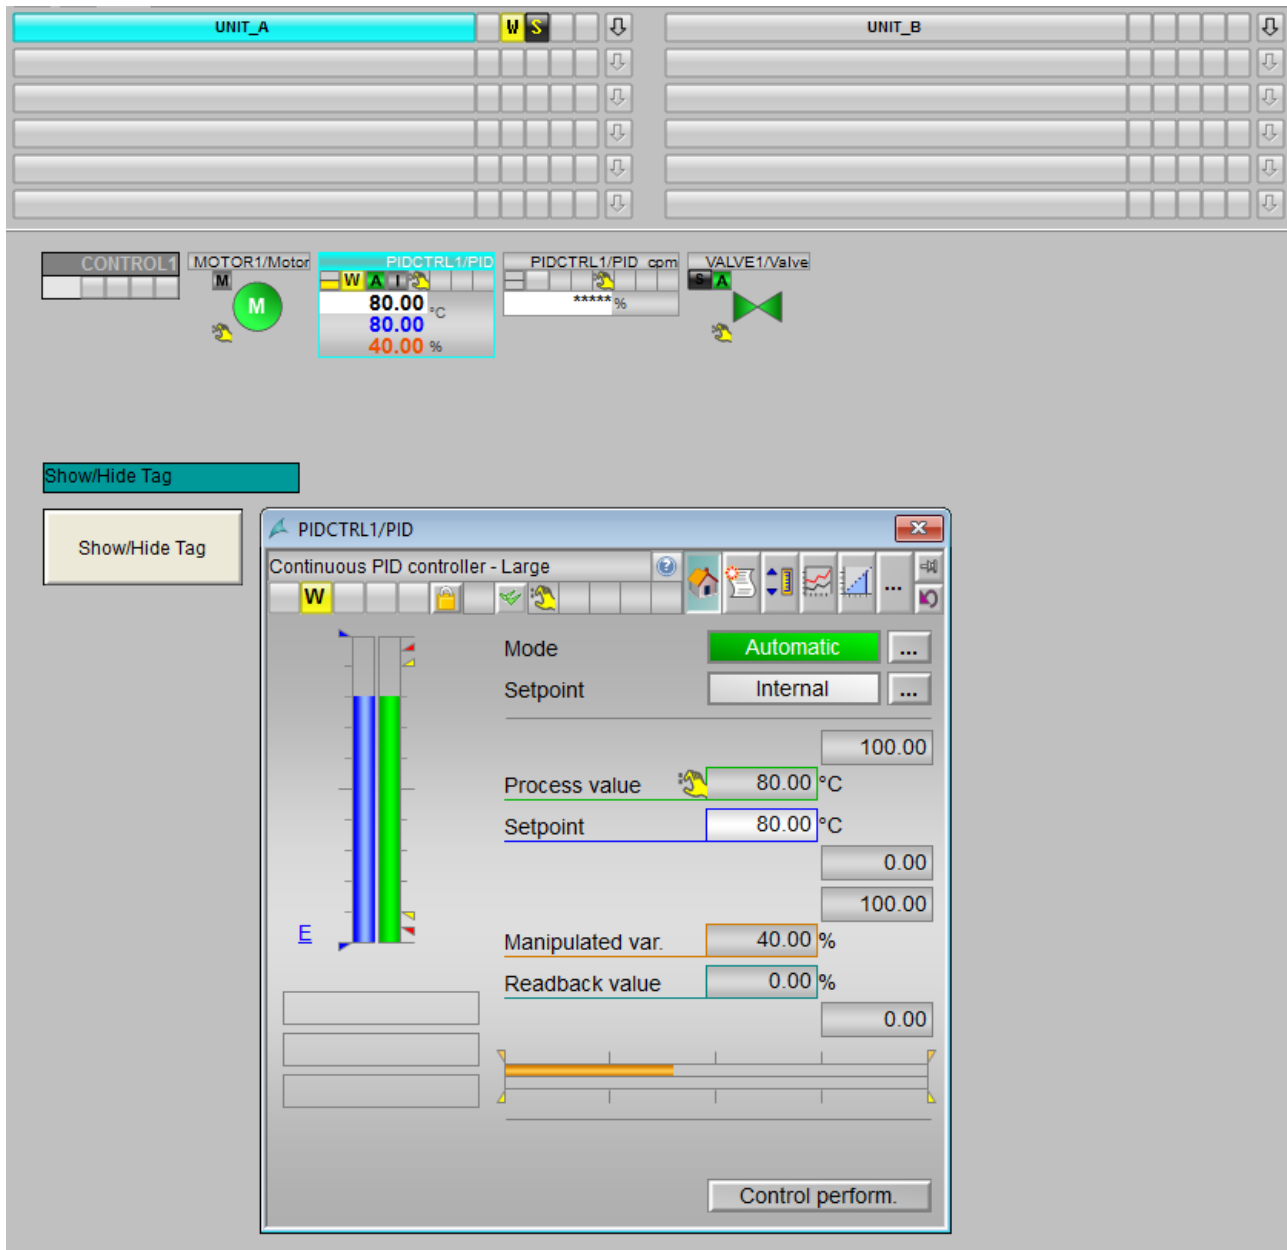 UNIT_A W S UNIT_B
CONTROL1 MOTOR1/Motor PIDCTRL1/PID PIDCTRL1/PID_cpm VALVE1/Valve
M W A I S A
M 80.00 °C *****%
80.00
40.00 %
Show/Hide Tag
Show/Hide Tag
PIDCTRL1/PID
Continuous PID controller - Large
W ...
Mode Automatic ...
Setpoint Internal ...
100.00
Process value 80.00 °C
Setpoint 80.00 °C
0.00
100.00
E
Manipulated var. 40.00 %
Readback value 0.00 %
0.00
Control perform.